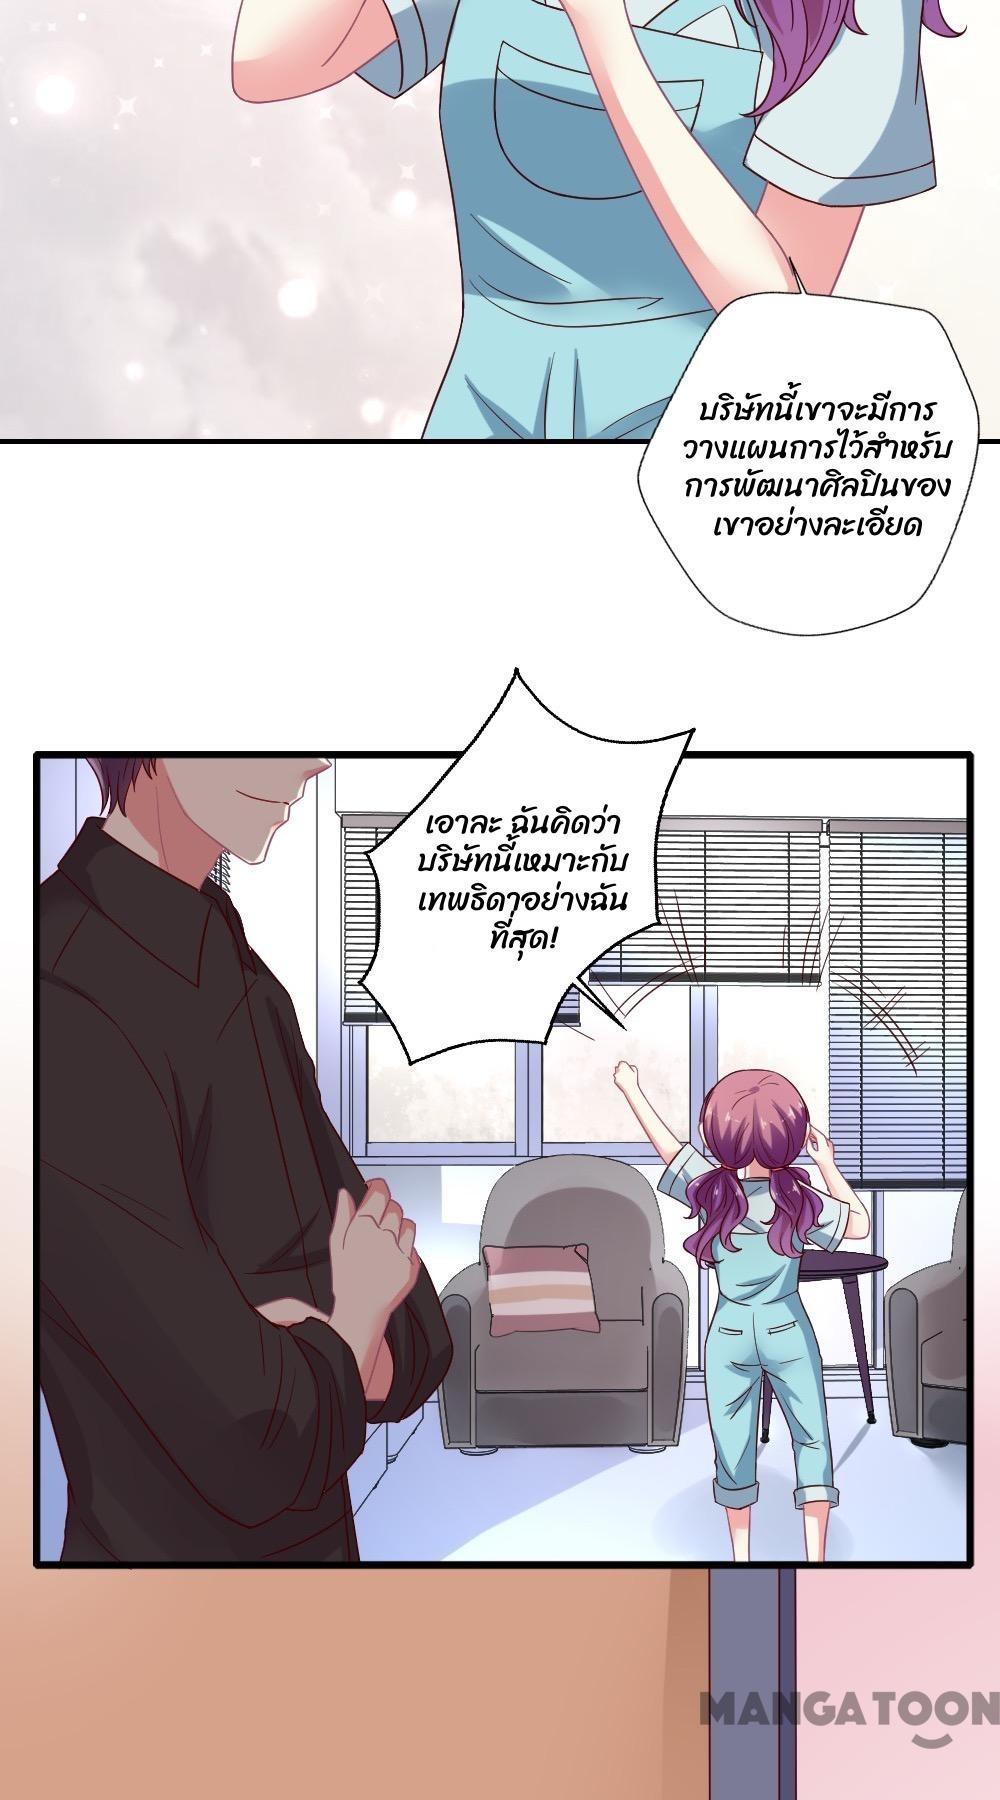 บริษัทนี้เขาจะมีการ
วางแผนการไว้สำหรับ
การพัฒนาศิลปินของ
เขาอย่างละเอียด
เอาละ ฉันคิดว่า
บริษัทนี้เหมาะกับ
เทพธิดาอย่างฉัน
ที่สุด!
MANGATOON